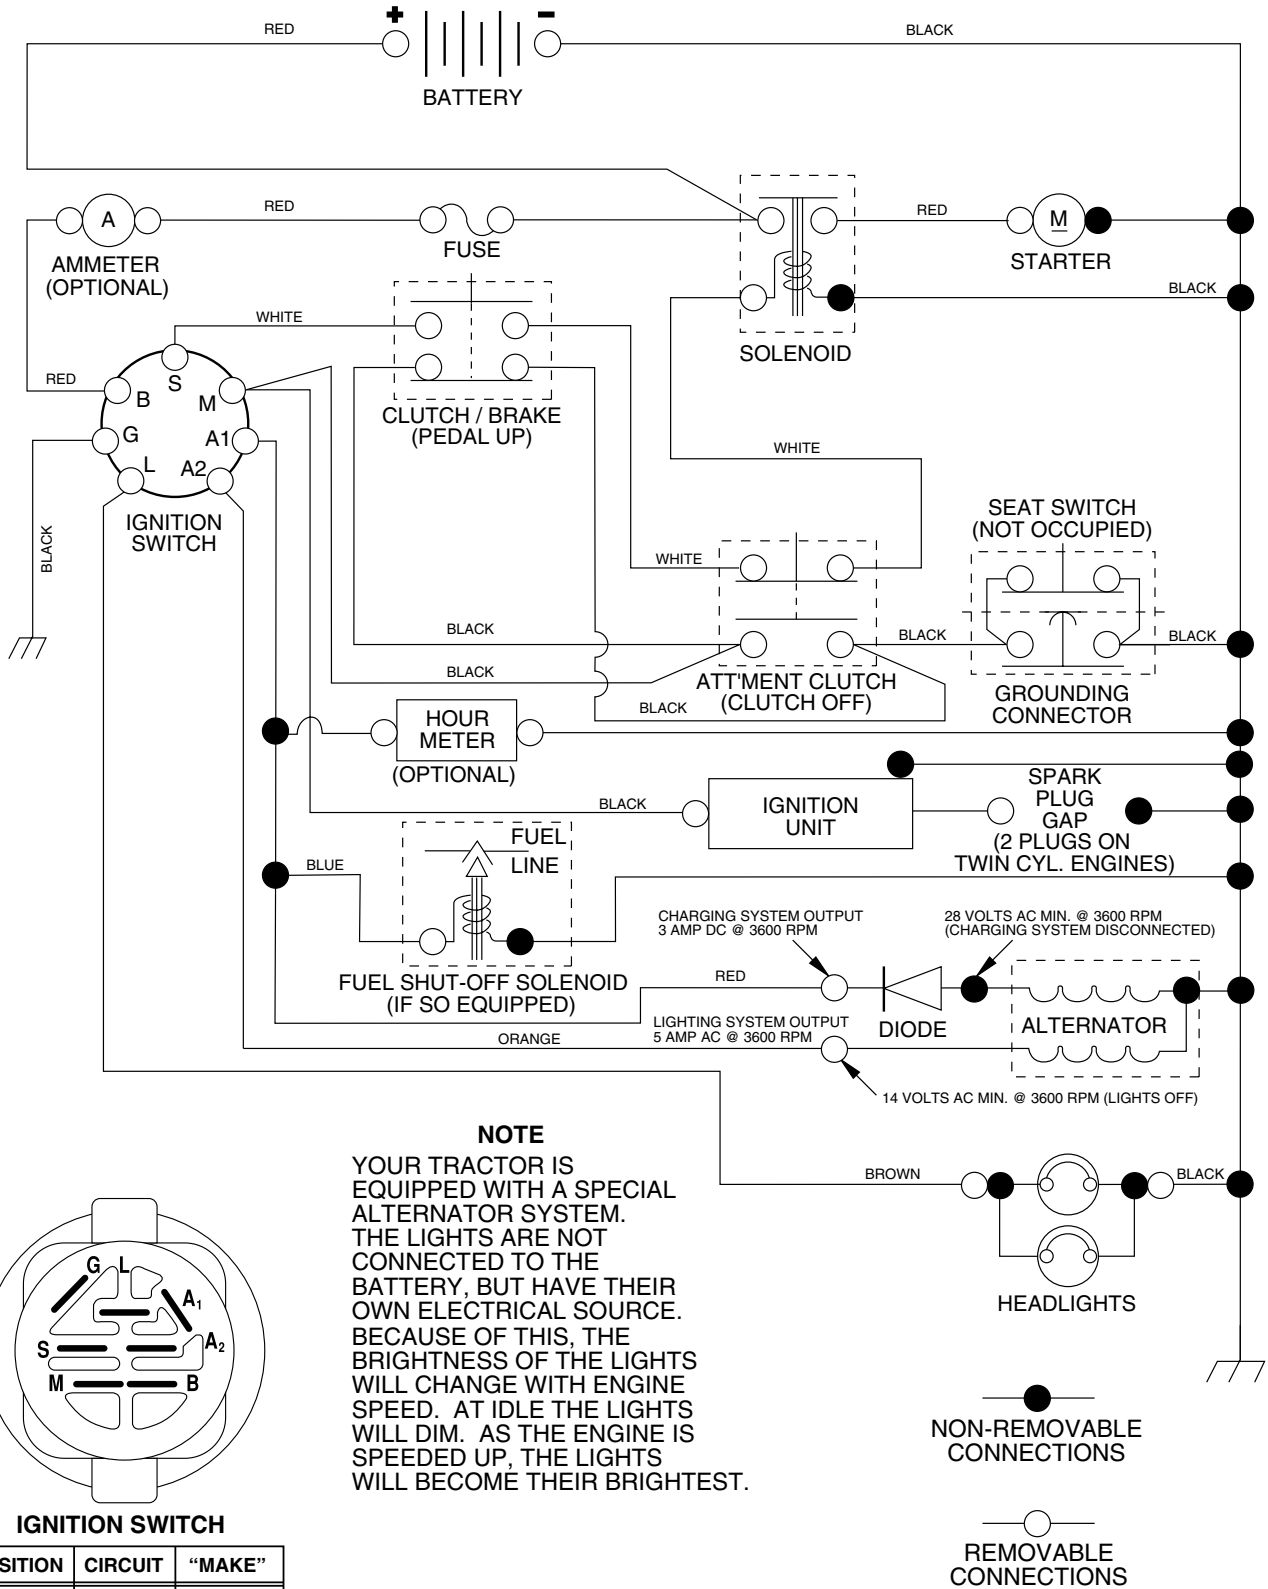 + -
RED
BLACK
BATTERY
A
RED
FUSE
RED
M
STARTER
AMMETER
(OPTIONAL)
BLACK
WHITE
SOLENOID
RED
S
B
M
G
A1
L
A2
CLUTCH / BRAKE
(PEDAL UP)
WHITE
IGNITION
SWITCH
BLACK
SEAT SWITCH
(NOT OCCUPIED)
WHITE
BLACK
BLACK
BLACK
BLACK
ATT'MENT CLUTCH
(CLUTCH OFF)
GROUNDING
CONNECTOR
BLACK
HOUR
METER
(OPTIONAL)
BLACK
IGNITION
UNIT
SPARK
PLUG
GAP
(2 PLUGS ON
TWIN CYL. ENGINES)
FUEL
LINE
BLUE
FUEL SHUT-OFF SOLENOID
(IF SO EQUIPPED)
CHARGING SYSTEM OUTPUT
3 AMP DC @ 3600 RPM
28 VOLTS AC MIN. @ 3600 RPM
(CHARGING SYSTEM DISCONNECTED)
RED
DIODE
ALTERNATOR
ORANGE
LIGHTING SYSTEM OUTPUT
5 AMP AC @ 3600 RPM
14 VOLTS AC MIN. @ 3600 RPM (LIGHTS OFF)
NOTE
YOUR TRACTOR IS
EQUIPPED WITH A SPECIAL
ALTERNATOR SYSTEM.
THE LIGHTS ARE NOT
CONNECTED TO THE
BATTERY, BUT HAVE THEIR
OWN ELECTRICAL SOURCE.
BECAUSE OF THIS, THE
BRIGHTNESS OF THE LIGHTS
WILL CHANGE WITH ENGINE
SPEED. AT IDLE THE LIGHTS
WILL DIM. AS THE ENGINE IS
SPEEDED UP, THE LIGHTS
WILL BECOME THEIR BRIGHTEST.
BROWN
BLACK
HEADLIGHTS
G L
A1
A2
S
M
B
IGNITION SWITCH
SITION CIRCUIT “MAKE”
NON-REMOVABLE
CONNECTIONS
REMOVABLE
CONNECTIONS